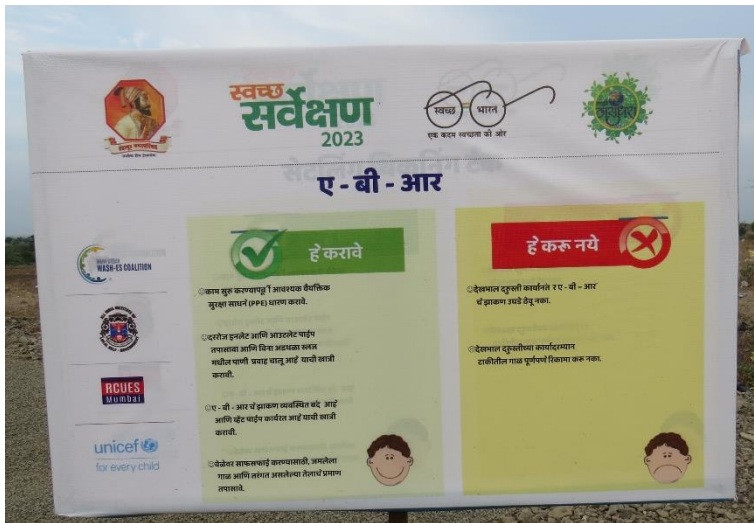 स्वच्छ
सर्वेक्षण
2023
स्वच्छ भारत
एक कदम स्वच्छता की ओर
ए - बी - आर
हे करावे
काम सुरू करण्यापूर्वी आवश्यक वैयक्तिक
सुरक्षा साधनं (PPE) धारण करावे.
दररोज इनलेट आणि आउटलेट पाईप
तपासावा आणि बिना अडथळा स्लज
मधील पाणी प्रवाह चालू आहे याची खात्री
करावी.
ए - बी - आर चे झाकण व्यवस्थित बंद आहे
आणि व्हेंट पाईप कार्यरत आहे याची खात्री
करावी.
वेळेवर साफसफाई करण्यासाठी, जमलेला
गाळ आणि तरंगत असलेल्या तेलाचे प्रमाण
तपासावे.
हे करू नये
देखभाल दुरुस्ती कार्यानंतर ए - बी - आर
चे झाकण उघडे ठेवू नका.
देखभाल दुरुस्तीच्या कार्यादरम्यान
टाकीतील गाळ पूर्णपणे रिकामा करू नका.
WASH-ES COALITION
RCUES
Mumbai
unicef
for every child